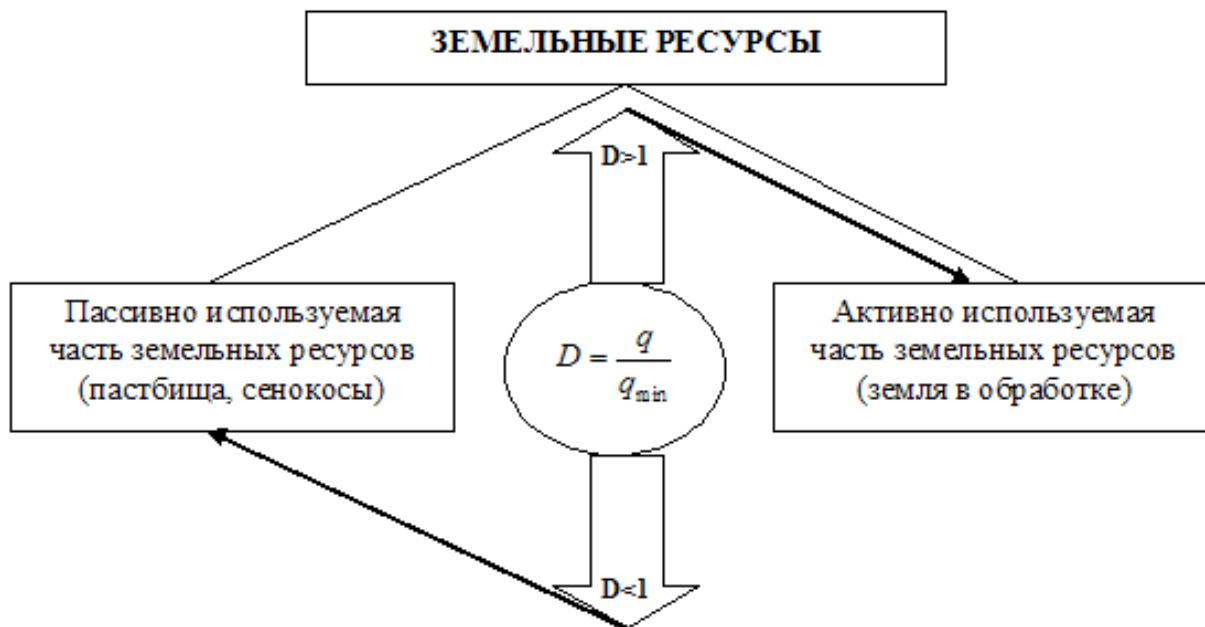 ЗЕМЕЛЬНЫЕ РЕСУРСЫ
D>1
Пассивно используемая
часть земельных ресурсов
(пастбища, сенокосы)
D = q / q_min
Активно используемая
часть земельных ресурсов
(земля в обработке)
D<1